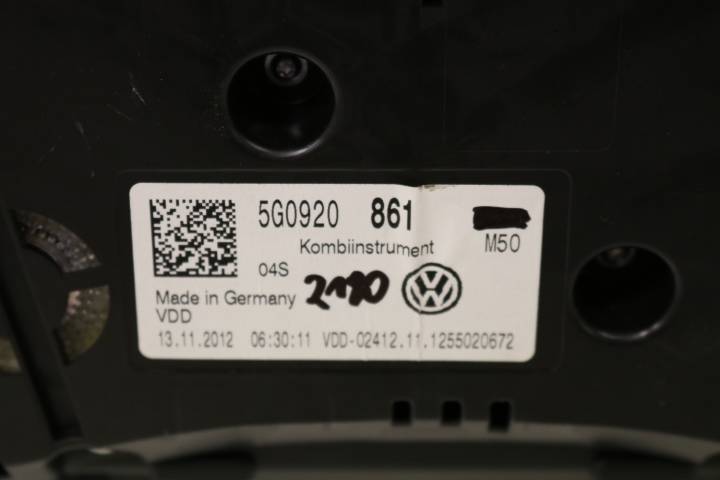 5G0920 861
Kombiinstrument M50
04S
Made in Germany
VDD
13.11.2012 06:30:11 VDD-02412.11.1255020672